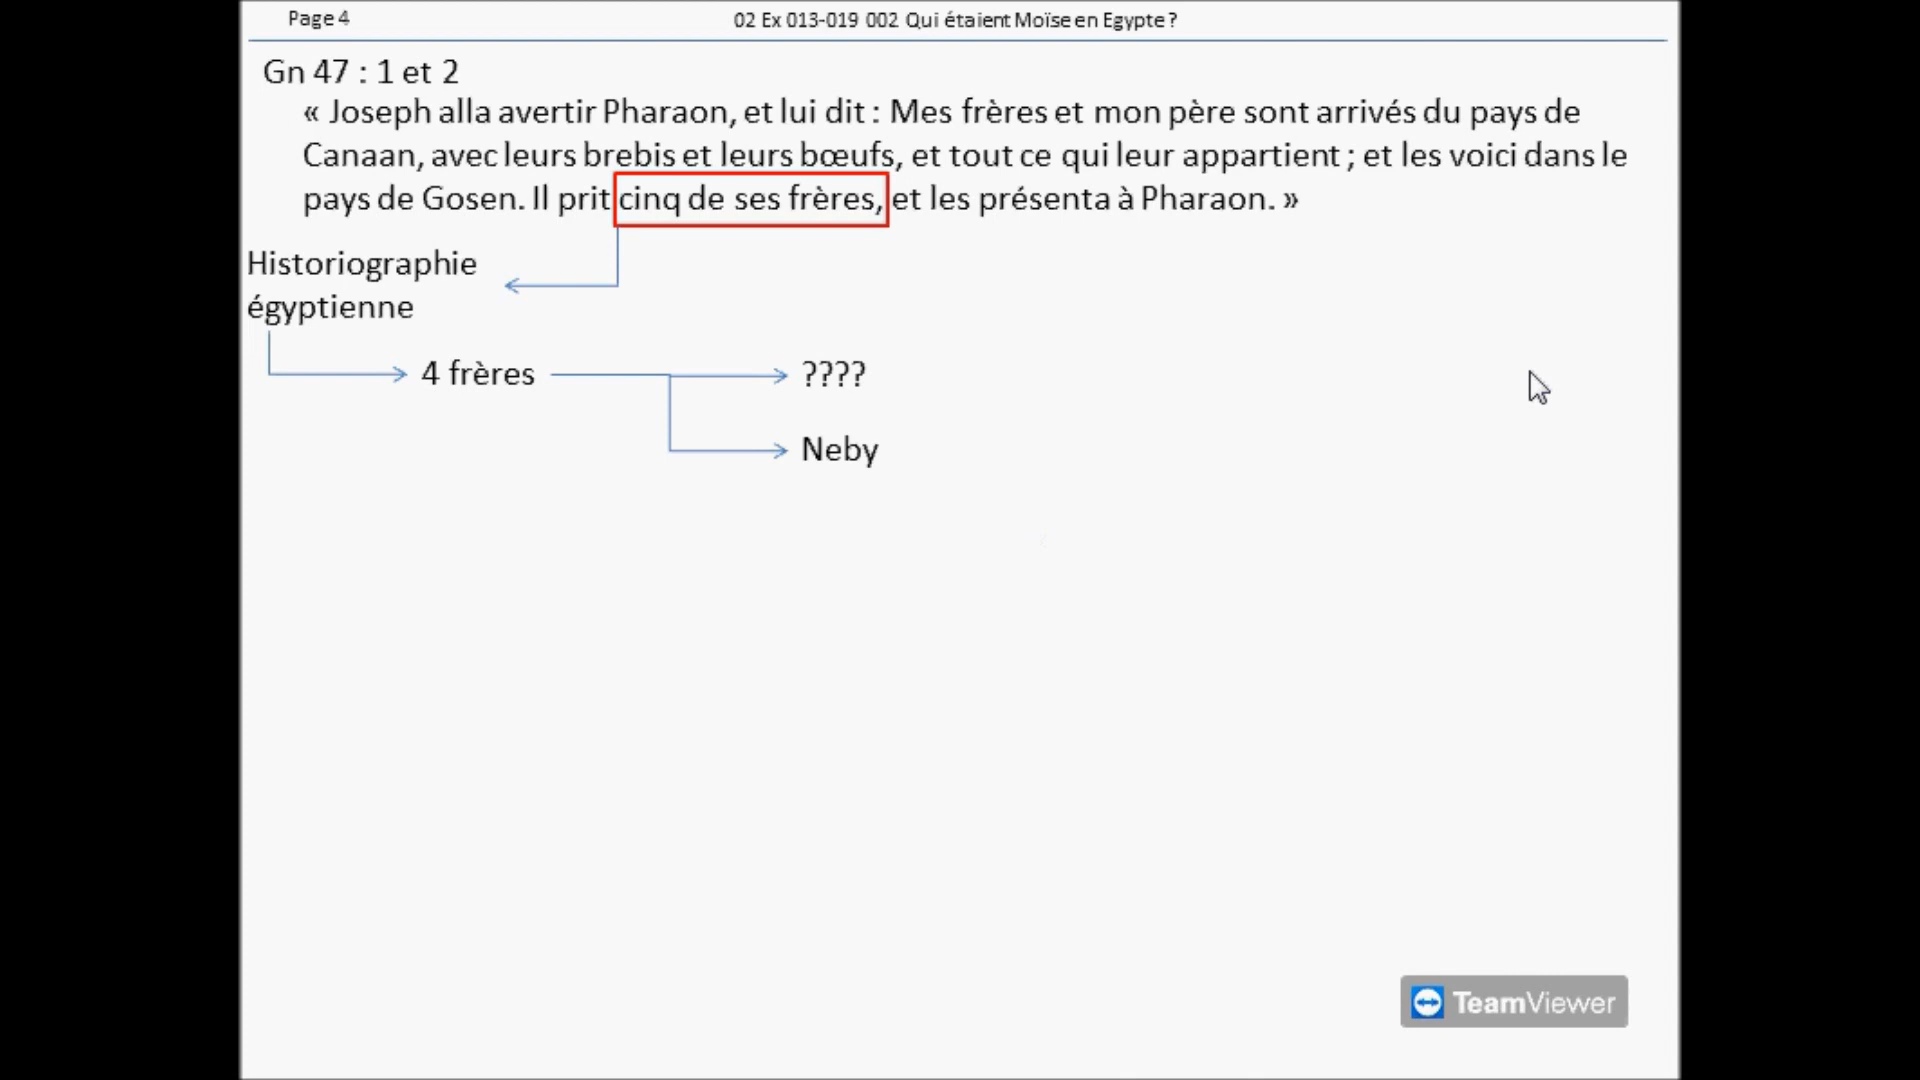 Page 4
02 Ex 013-019 002 Qui étaient Moïse en Egypte ?
Gn 47 : 1 et 2
« Joseph alla avertir Pharaon, et lui dit : Mes frères et mon père sont arrivés du pays de
Canaan, avec leurs brebis et leurs bœufs, et tout ce qui leur appartient ; et les voici dans le
pays de Gosen. Il prit cinq de ses frères, et les présenta à Pharaon. »
Historiographie
égyptienne
4 frères
????
Neby
TeamViewer